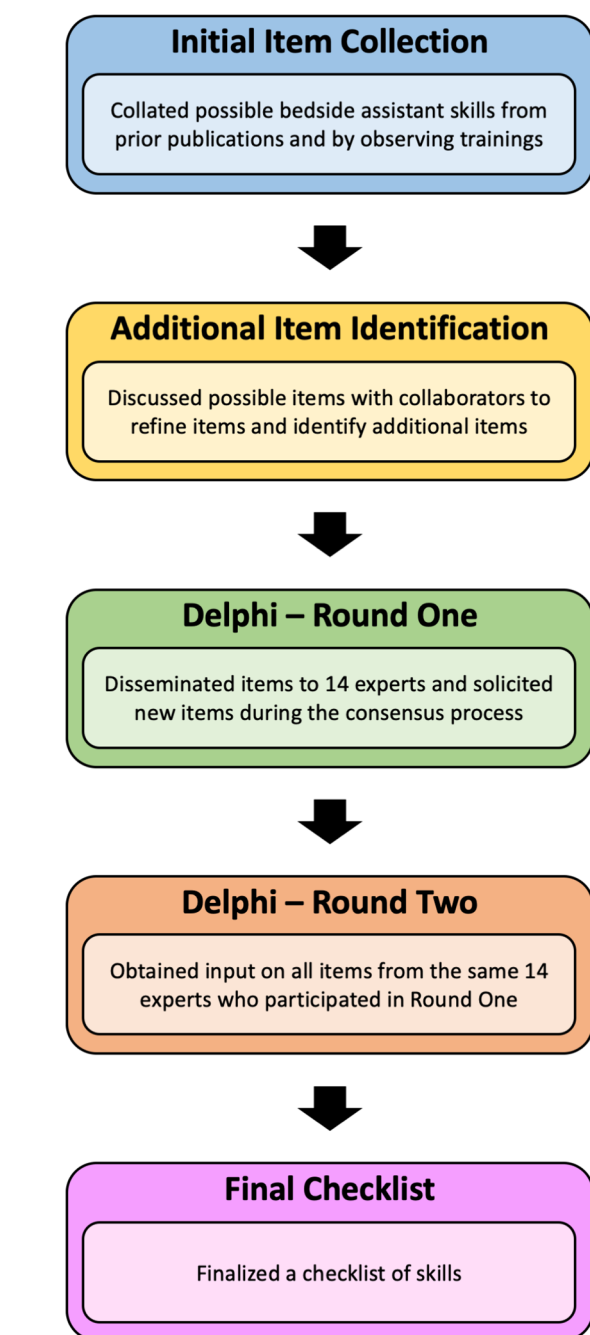 Initial Item Collection
Collated possible bedside assistant skills from
prior publications and by observing trainings
Additional Item Identification
Discussed possible items with collaborators to
refine items and identify additional items
Delphi – Round One
Disseminated items to 14 experts and solicited
new items during the consensus process
Delphi – Round Two
Obtained input on all items from the same 14
experts who participated in Round One
Final Checklist
Finalized a checklist of skills